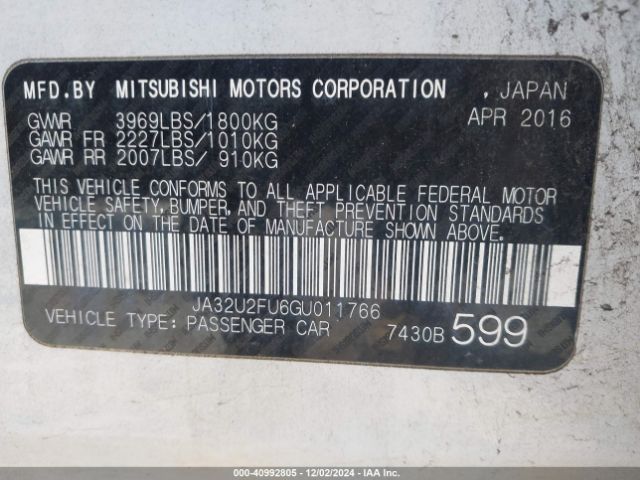 MFD.BY MITSUBISHI MOTORS CORPORATION , JAPAN
GVWR 3969LBS/1800KG APR 2016
GAWR FR 2227LBS/1010KG
GAWR RR 2007LBS/ 910KG
THIS VEHICLE CONFORMS TO ALL APPLICABLE FEDERAL MOTOR
VEHICLE SAFETY, BUMPER, AND THEFT PREVENTION STANDARDS
IN EFFECT ON THE DATE OF MANUFACTURE SHOWN ABOVE.
JA32U2FU6GU011766
VEHICLE TYPE: PASSENGER CAR 7430B 599
000-40992805 - 12/02/2024 - IAA Inc.